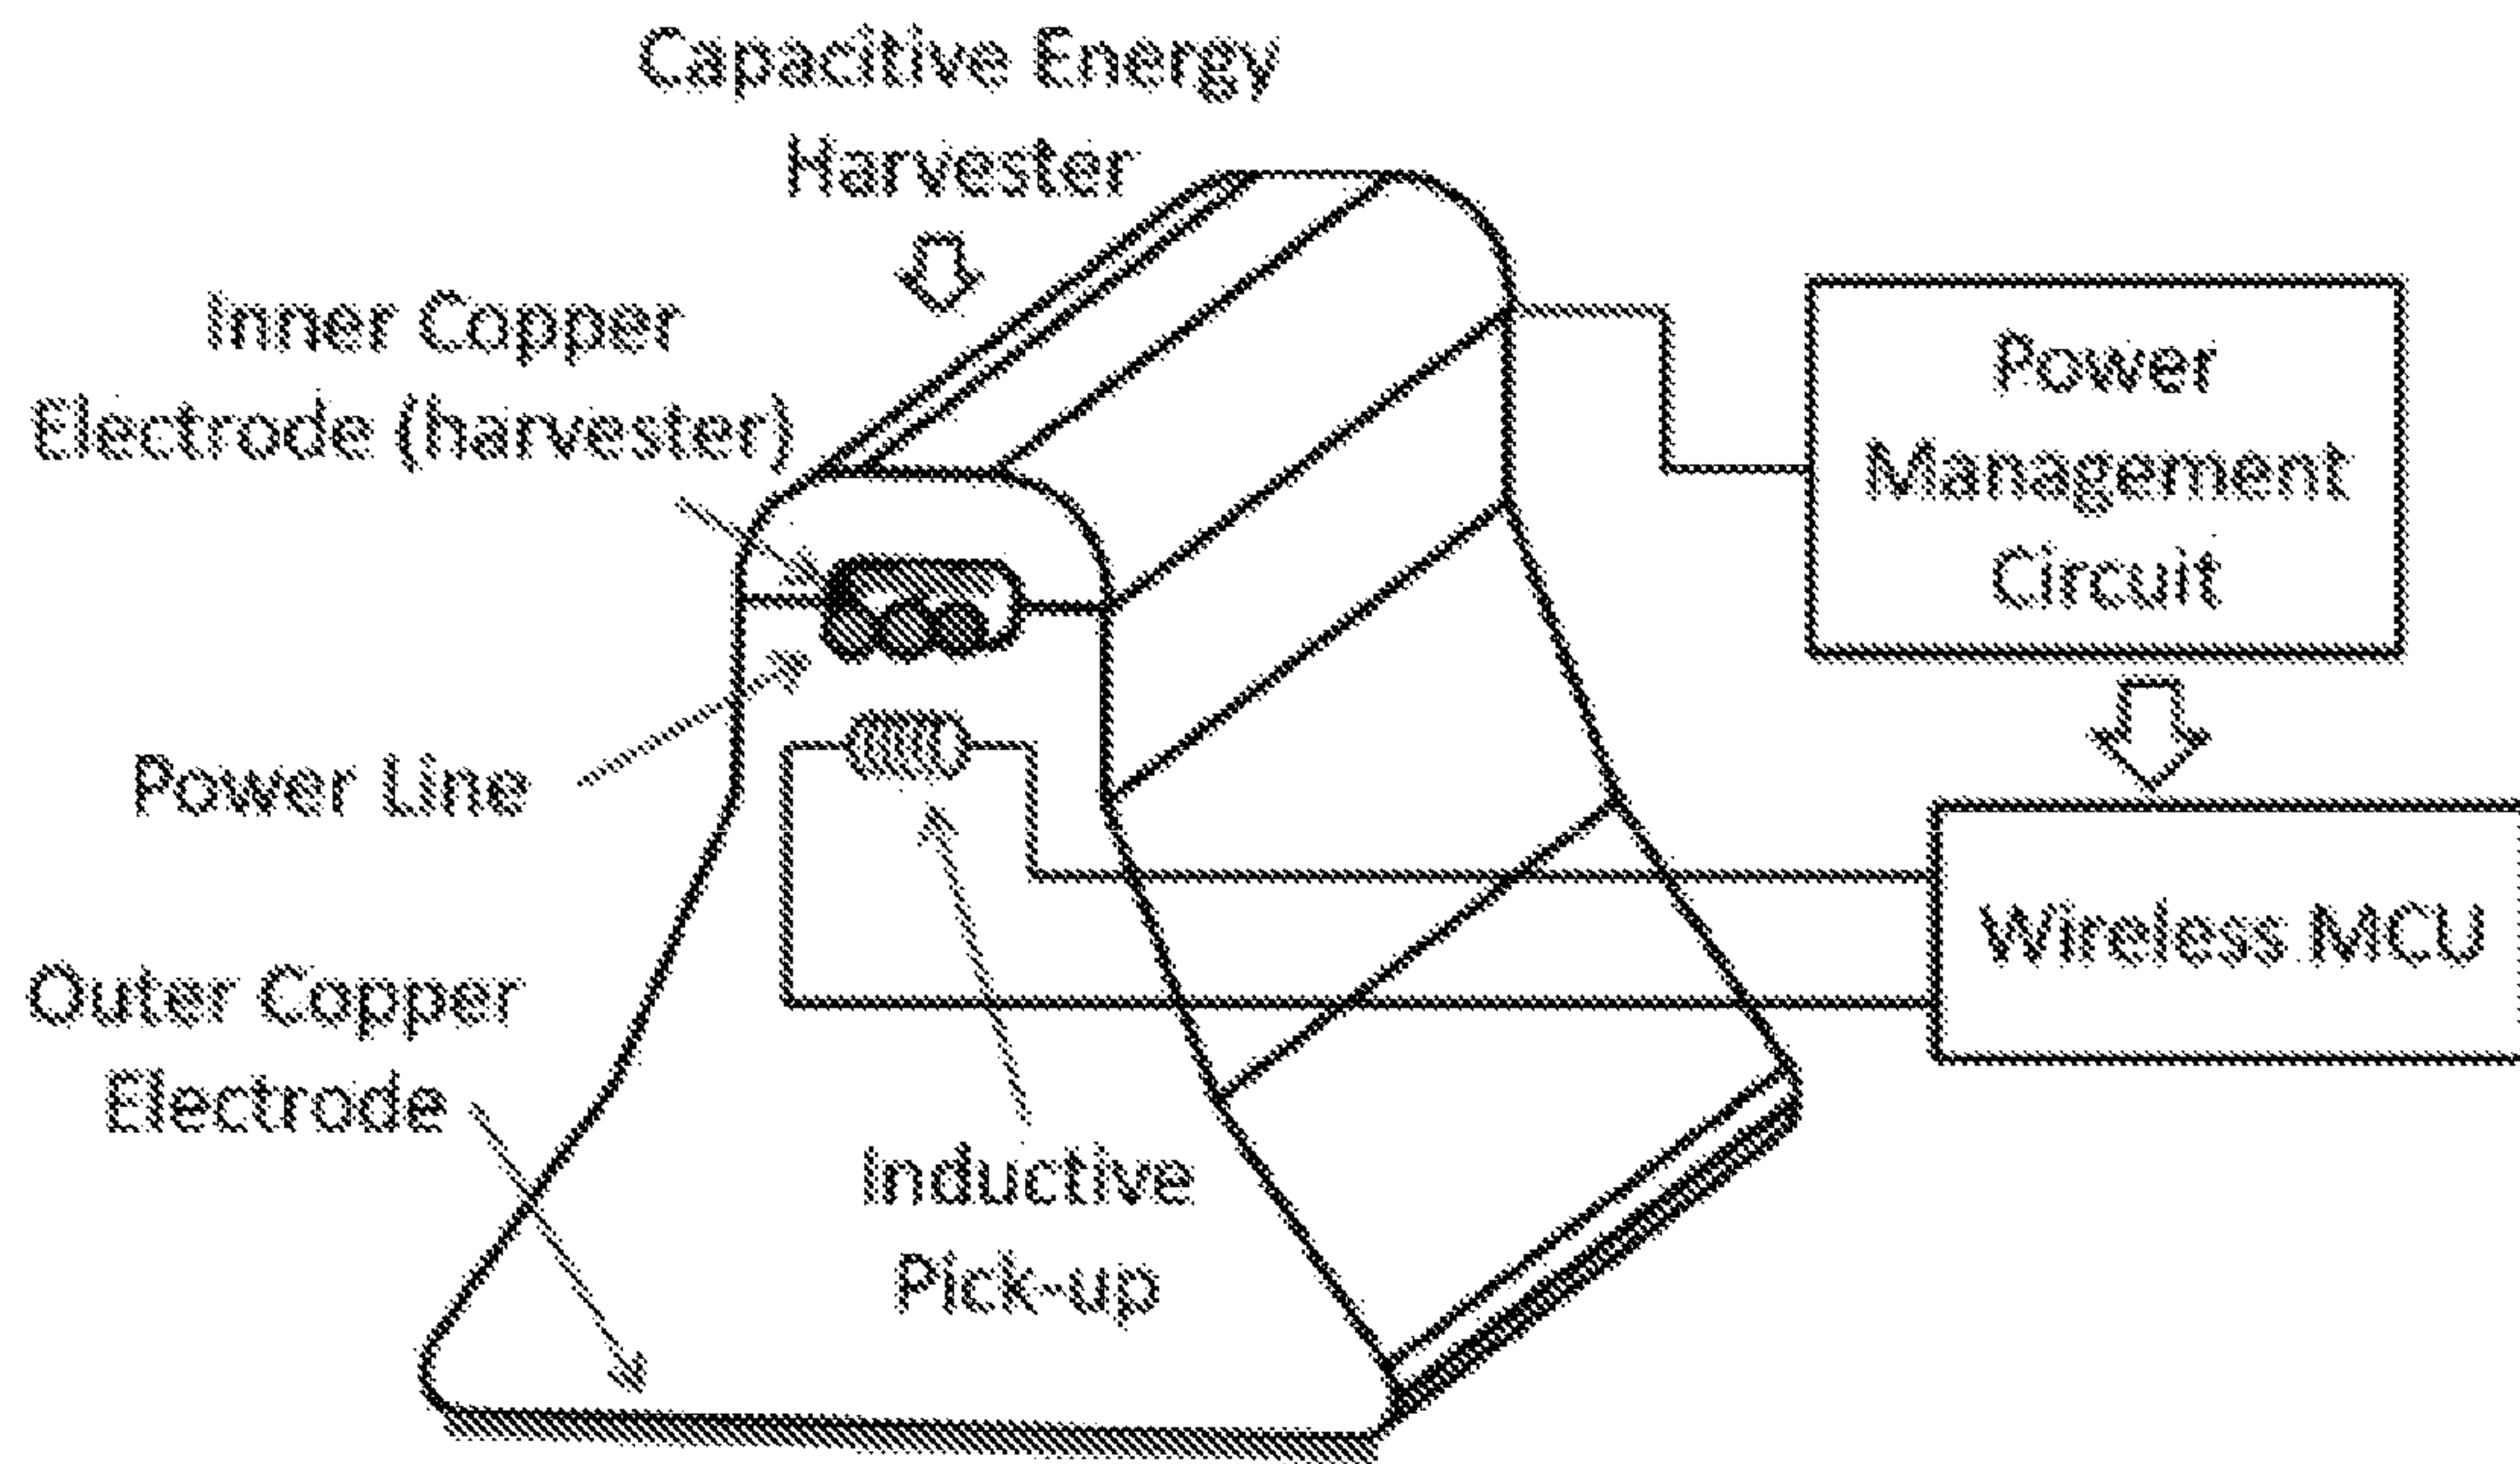 Capacitive Energy
Harvester
Inner Copper
Electrode (harvester)
Power
Management
Circuit
Power Line
Wireless MCU
Outer Copper
Electrode
Inductive
Pick-up